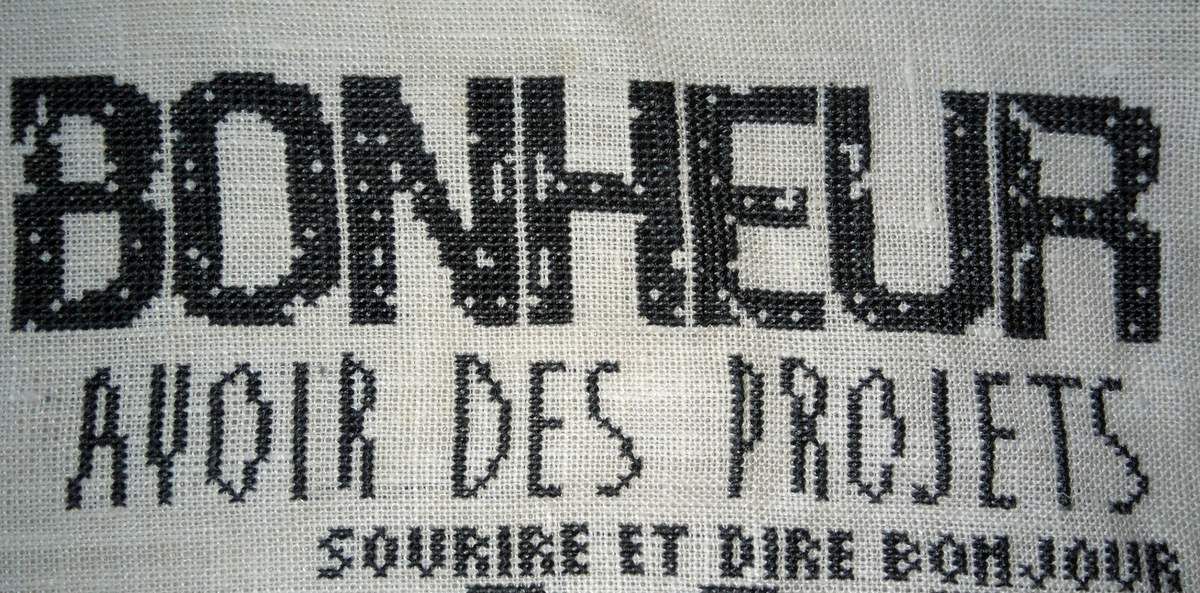 BONHEUR
AVOIR DES PROJETS
SOURIRE ET DIRE BONJOUR